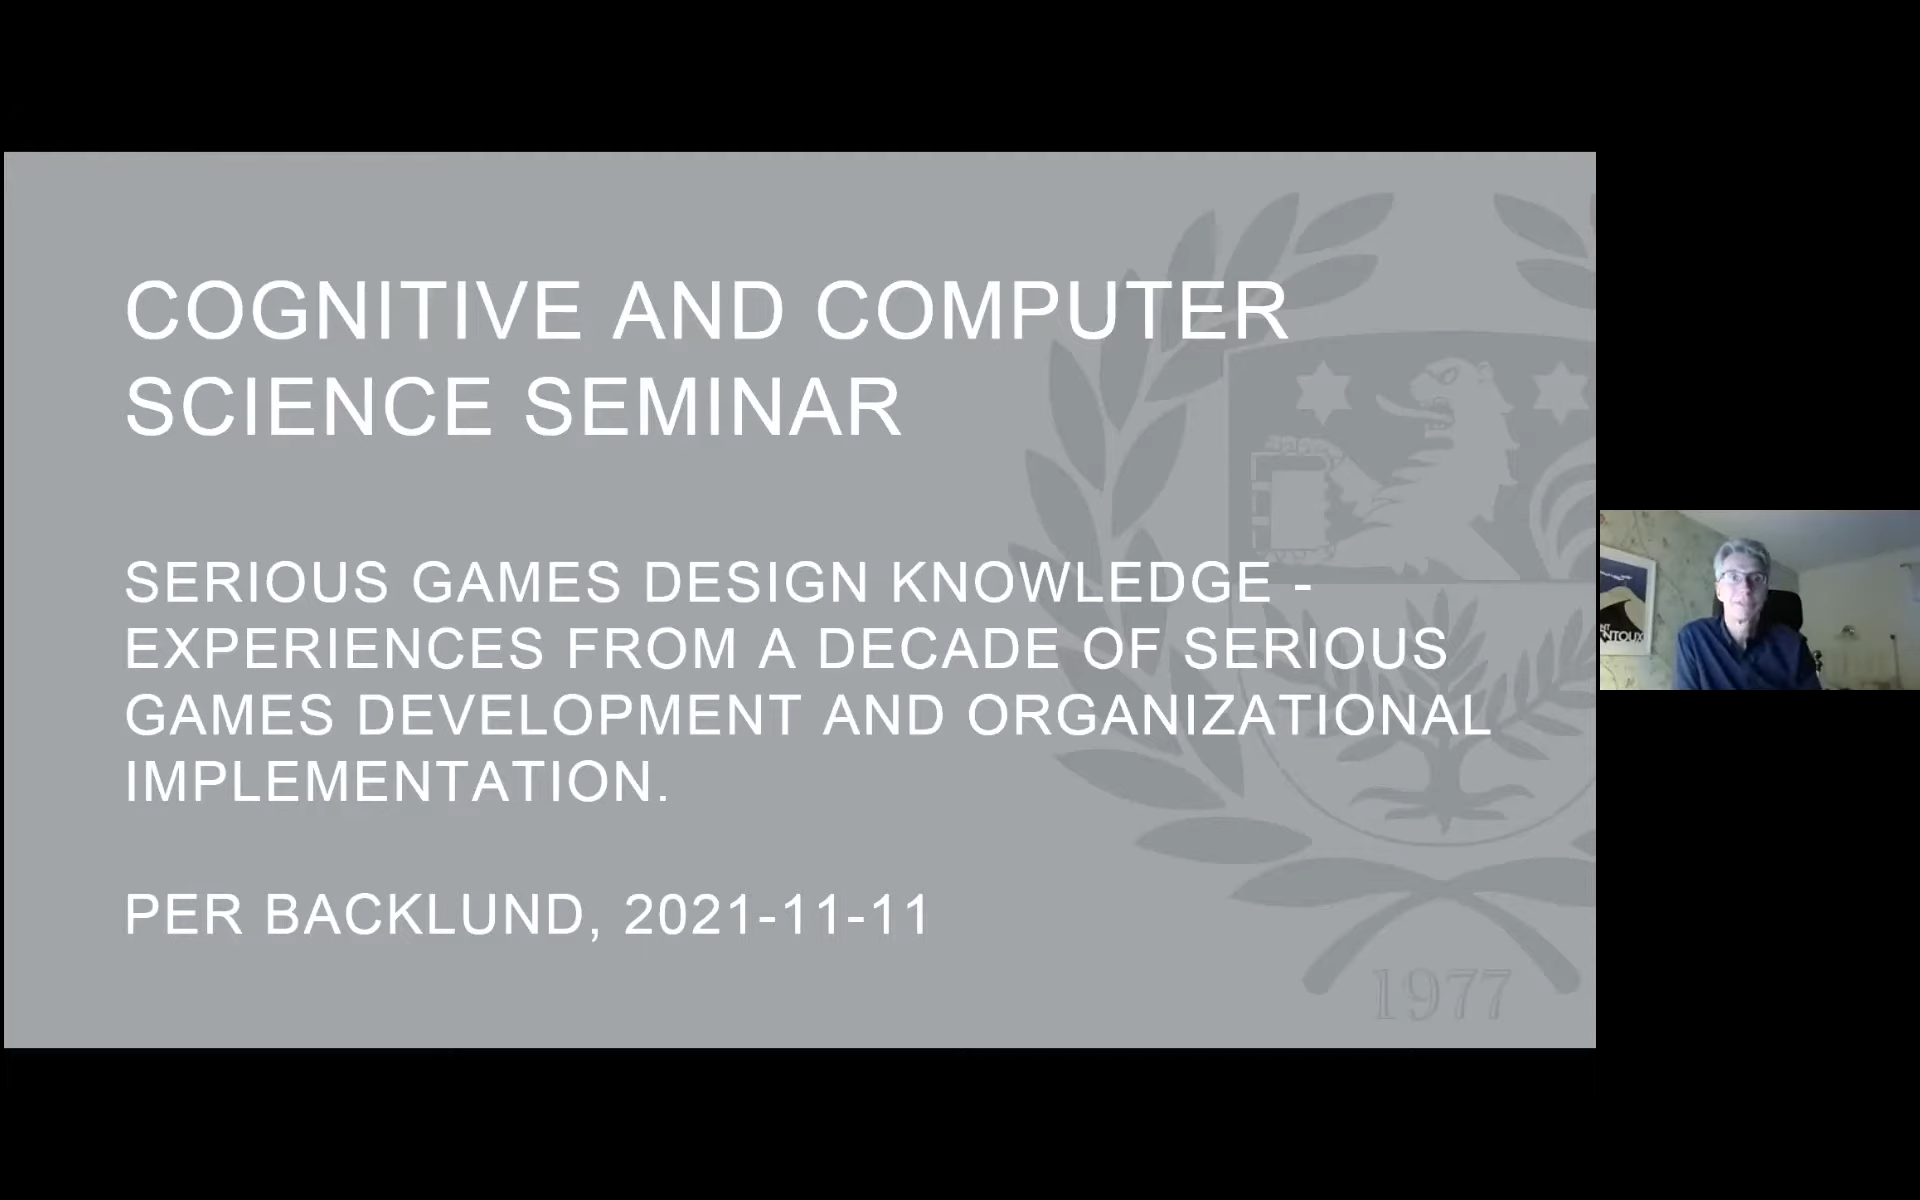 COGNITIVE AND COMPUTER
SCIENCE SEMINAR
SERIOUS GAMES DESIGN KNOWLEDGE -
EXPERIENCES FROM A DECADE OF SERIOUS
GAMES DEVELOPMENT AND ORGANIZATIONAL
IMPLEMENTATION.
PER BACKLUND, 2021-11-11
1977